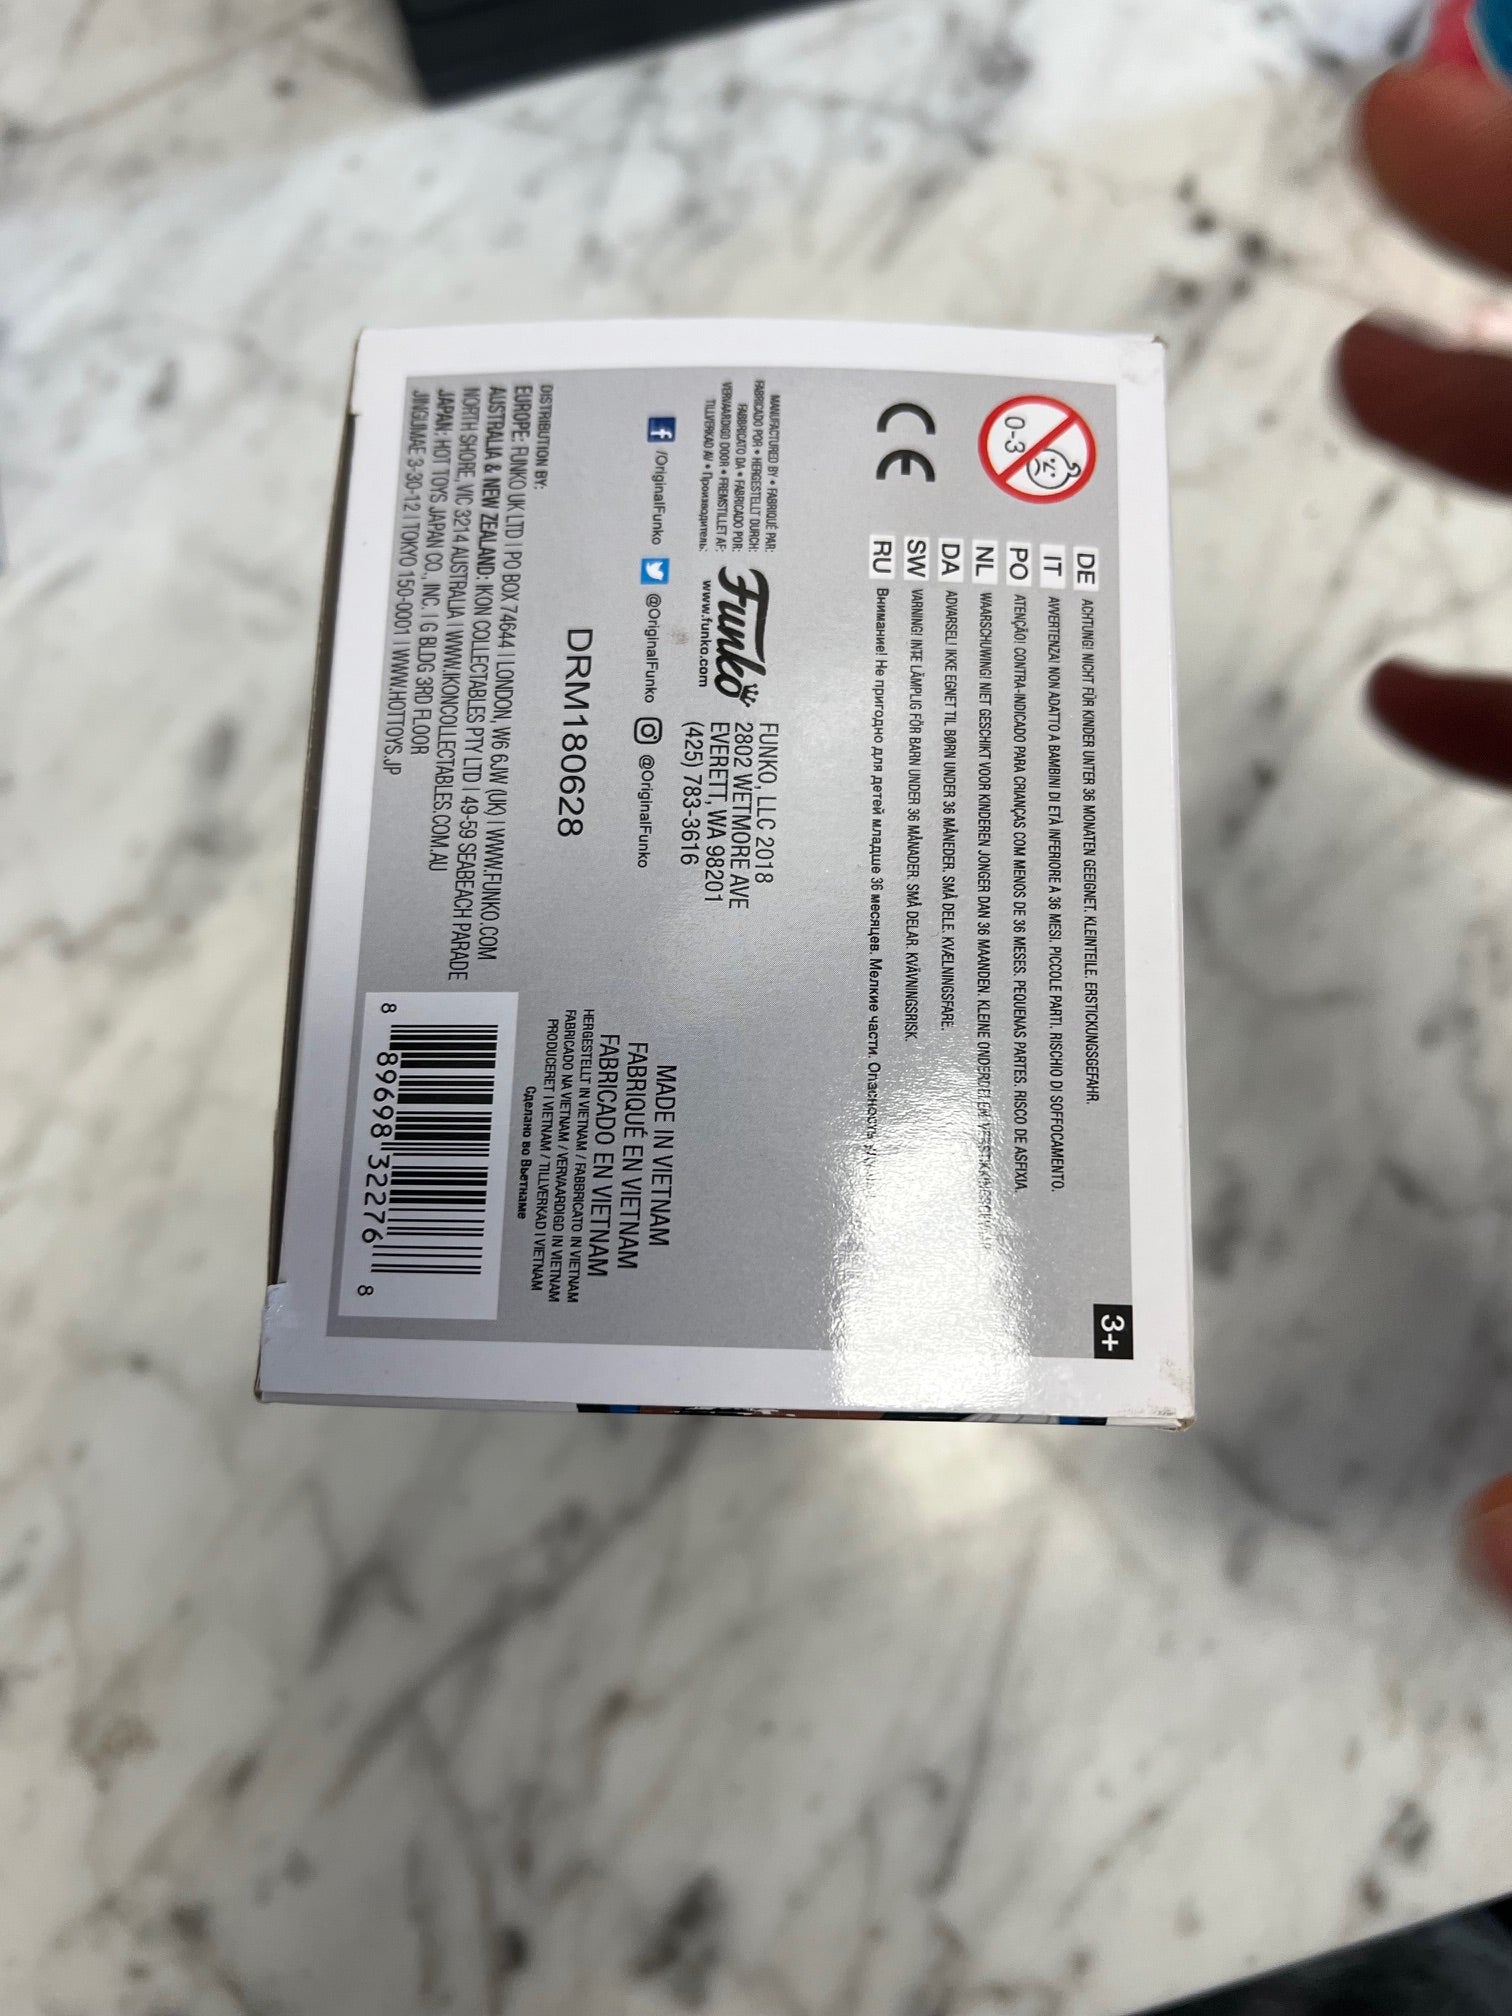 3+
0-3
DE ACHTUNG! NICHT FÜR KINDER UNTER 36 MONATEN GEEIGNET. KLEINTEILE. ERSTICKUNGSGEFAHR.
IT AVVERTENZA! NON ADATTO A BAMBINI DI ETÀ INFERIORE A 36 MESI. PICCOLE PARTI. RISCHIO DI SOFFOCAMENTO.
PO ATENÇÃO! CONTRA-INDICADO PARA CRIANÇAS COM MENOS DE 36 MESES. PEQUENAS PARTES. RISCO DE ASFIXIA.
NL WAARSCHUWING! NIET GESCHIKT VOOR KINDEREN JONGER DAN 36 MAANDEN. KLEINE ONDERDELEN
DA ADVARSEL! IKKE EGNET TIL BØRN UNDER 36 MÅNEDER. SMÅ DELE. KVÆLNINGSFARE.
SW VARNING! INTE LÄMPLIG FÖR BARN UNDER 36 MÅNADER. SMÅ DELAR. KVÄVNINGSRISK.
RU Внимание! Не пригодно для детей младше 36 месяцев. Мелкие части. Опасность
CE
MANUFACTURED BY • FABRIQUÉ PAR:
FABRICADO POR • HERGESTELLT DURCH:
FABBRICATO DA • FABRICADO POR:
VERVAARDIGD DOOR • FREMSTILLET AF:
TILLVERKAD AV • Производитель:
Funko
www.funko.com
FUNKO, LLC 2018
2802 WETMORE AVE
EVERETT, WA 98201
(425) 783-3616
/OriginalFunko @OriginalFunko @OriginalFunko
DRM180628
DISTRIBUTION BY:
EUROPE: FUNKO UK LTD | PO BOX 74644 | LONDON, W6 6JW (UK) | WWW.FUNKO.COM
AUSTRALIA & NEW ZEALAND: IKON COLLECTABLES PTY LTD | 49-59 SEABEACH PARADE
NORTH SHORE, VIC 3214 AUSTRALIA | WWW.IKONCOLLECTABLES.COM.AU
JAPAN: HOT TOYS JAPAN CO., INC. | G BLDG 3RD FLOOR
JINGUMAE 3-30-12 | TOKYO 150-0001 | WWW.HOTTOYS.JP
MADE IN VIETNAM
FABRIQUÉ EN VIETNAM
FABRICADO EN VIETNAM
HERGESTELLT IN VIETNAM / FABBRICATO IN VIETNAM
FABRICADO NA VIETNAM / VERVAARDIGD IN VIETNAM
PRODUCERET I VIETNAM / TILLVERKAD I VIETNAM
Сделано во Вьетнаме
8 89698 32276 8